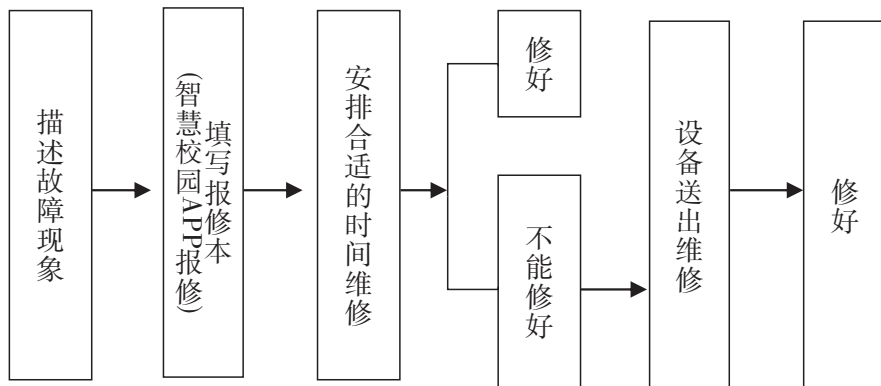 描述故障现象
填写报修本
(智慧校园APP报修)
安排合适的时间维修
修好
不能修好
设备送出维修
修好